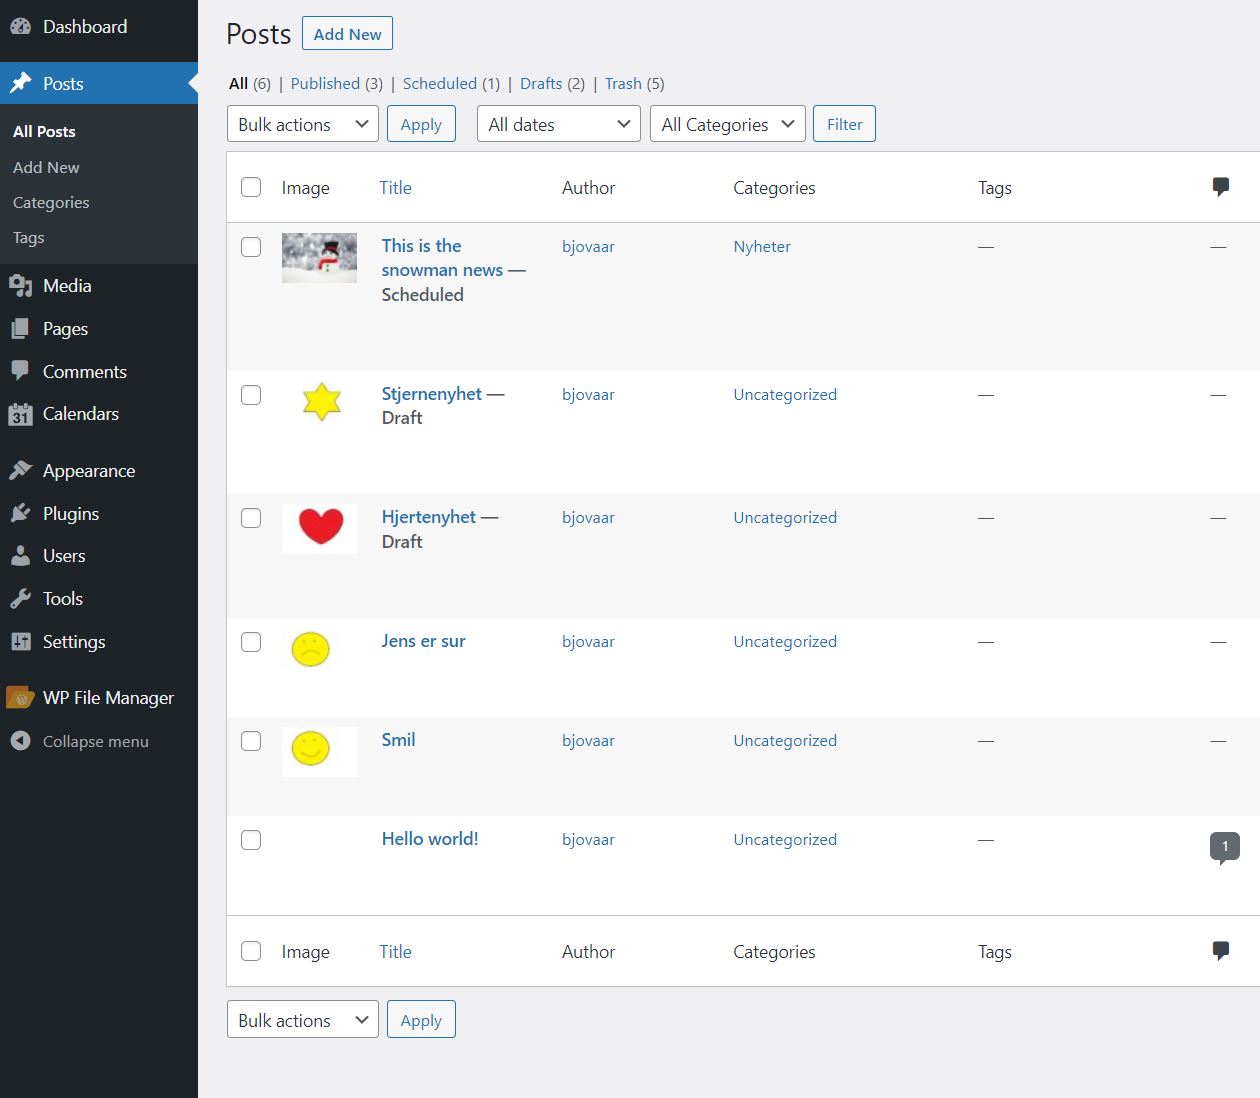 Dashboard
Posts
All Posts
Add New
Categories
Tags
Media
Pages
Comments
31 Calendars
Appearance
Plugins
Users
Tools
Settings
WP File Manager
Collapse menu
Posts Add New
All (6) | Published (3) | Scheduled (1) | Drafts (2) | Trash (5)
Bulk actions Apply All dates All Categories Filter
Image Title Author Categories Tags
This is the bjovaar Nyheter — —
snowman news —
Scheduled
Stjernenyhet — bjovaar Uncategorized — —
Draft
Hjertenyhet — bjovaar Uncategorized — —
Draft
Jens er sur bjovaar Uncategorized — —
Smil bjovaar Uncategorized — —
Hello world! bjovaar Uncategorized — 1
Image Title Author Categories Tags
Bulk actions Apply